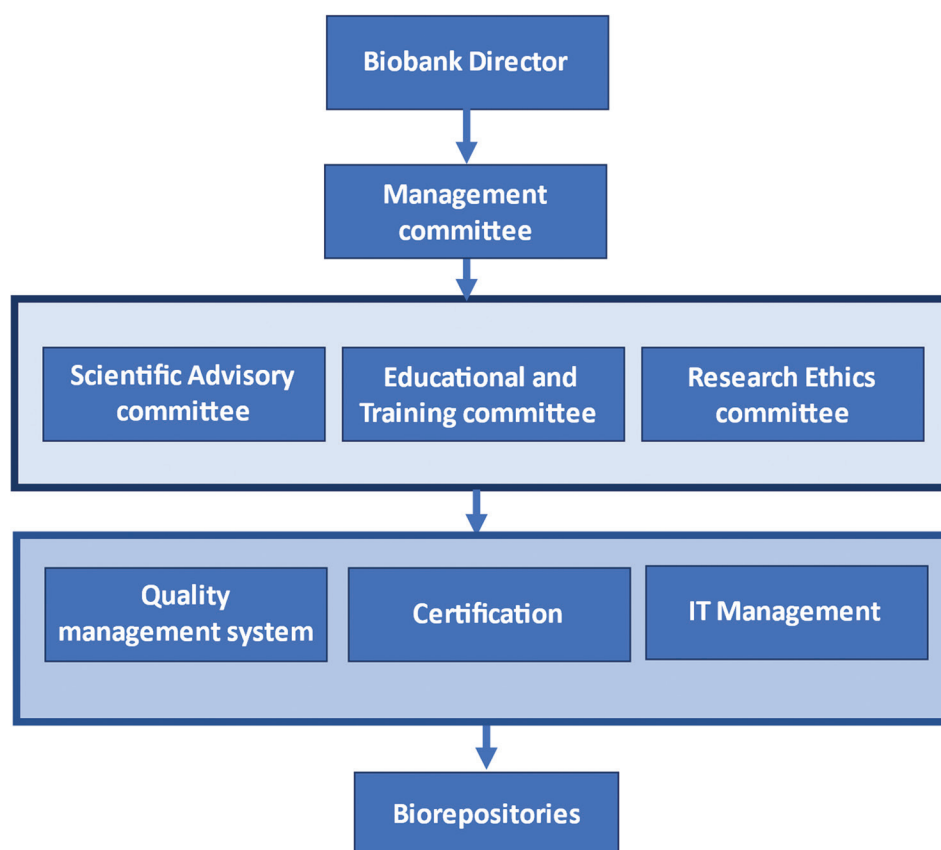 Biobank Director
Management
committee
Scientific Advisory
committee
Educational and
Training committee
Research Ethics
committee
Quality
management system
Certification
IT Management
Biorepositories